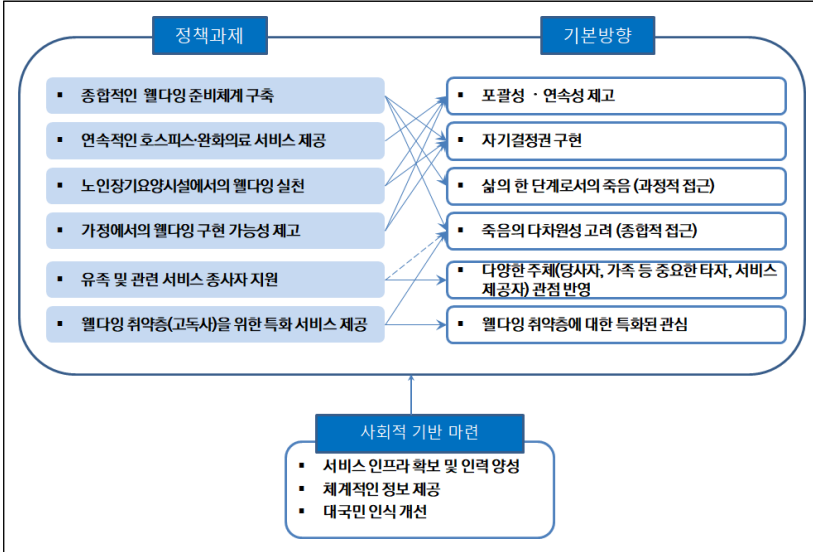 정책과제
기본방향
▪ 종합적인 웰다잉 준비체계 구축
▪ 연속적인 호스피스·완화의료 서비스 제공
▪ 노인장기요양시설에서의 웰다잉 실천
▪ 가정에서의 웰다잉 구현 가능성 제고
▪ 유족 및 관련 서비스 종사자 지원
▪ 웰다잉 취약층(고독사)을 위한 특화 서비스 제공
▪ 포괄성 · 연속성 제고
▪ 자기결정권 구현
▪ 삶의 한 단계로서의 죽음 (과정적 접근)
▪ 죽음의 다차원성 고려 (종합적 접근)
▪ 다양한 주체(당사자, 가족 등 중요한 타자, 서비스
제공자) 관점 반영
▪ 웰다잉 취약층에 대한 특화된 관심
사회적 기반 마련
▪ 서비스 인프라 확보 및 인력 양성
▪ 체계적인 정보 제공
▪ 대국민 인식 개선